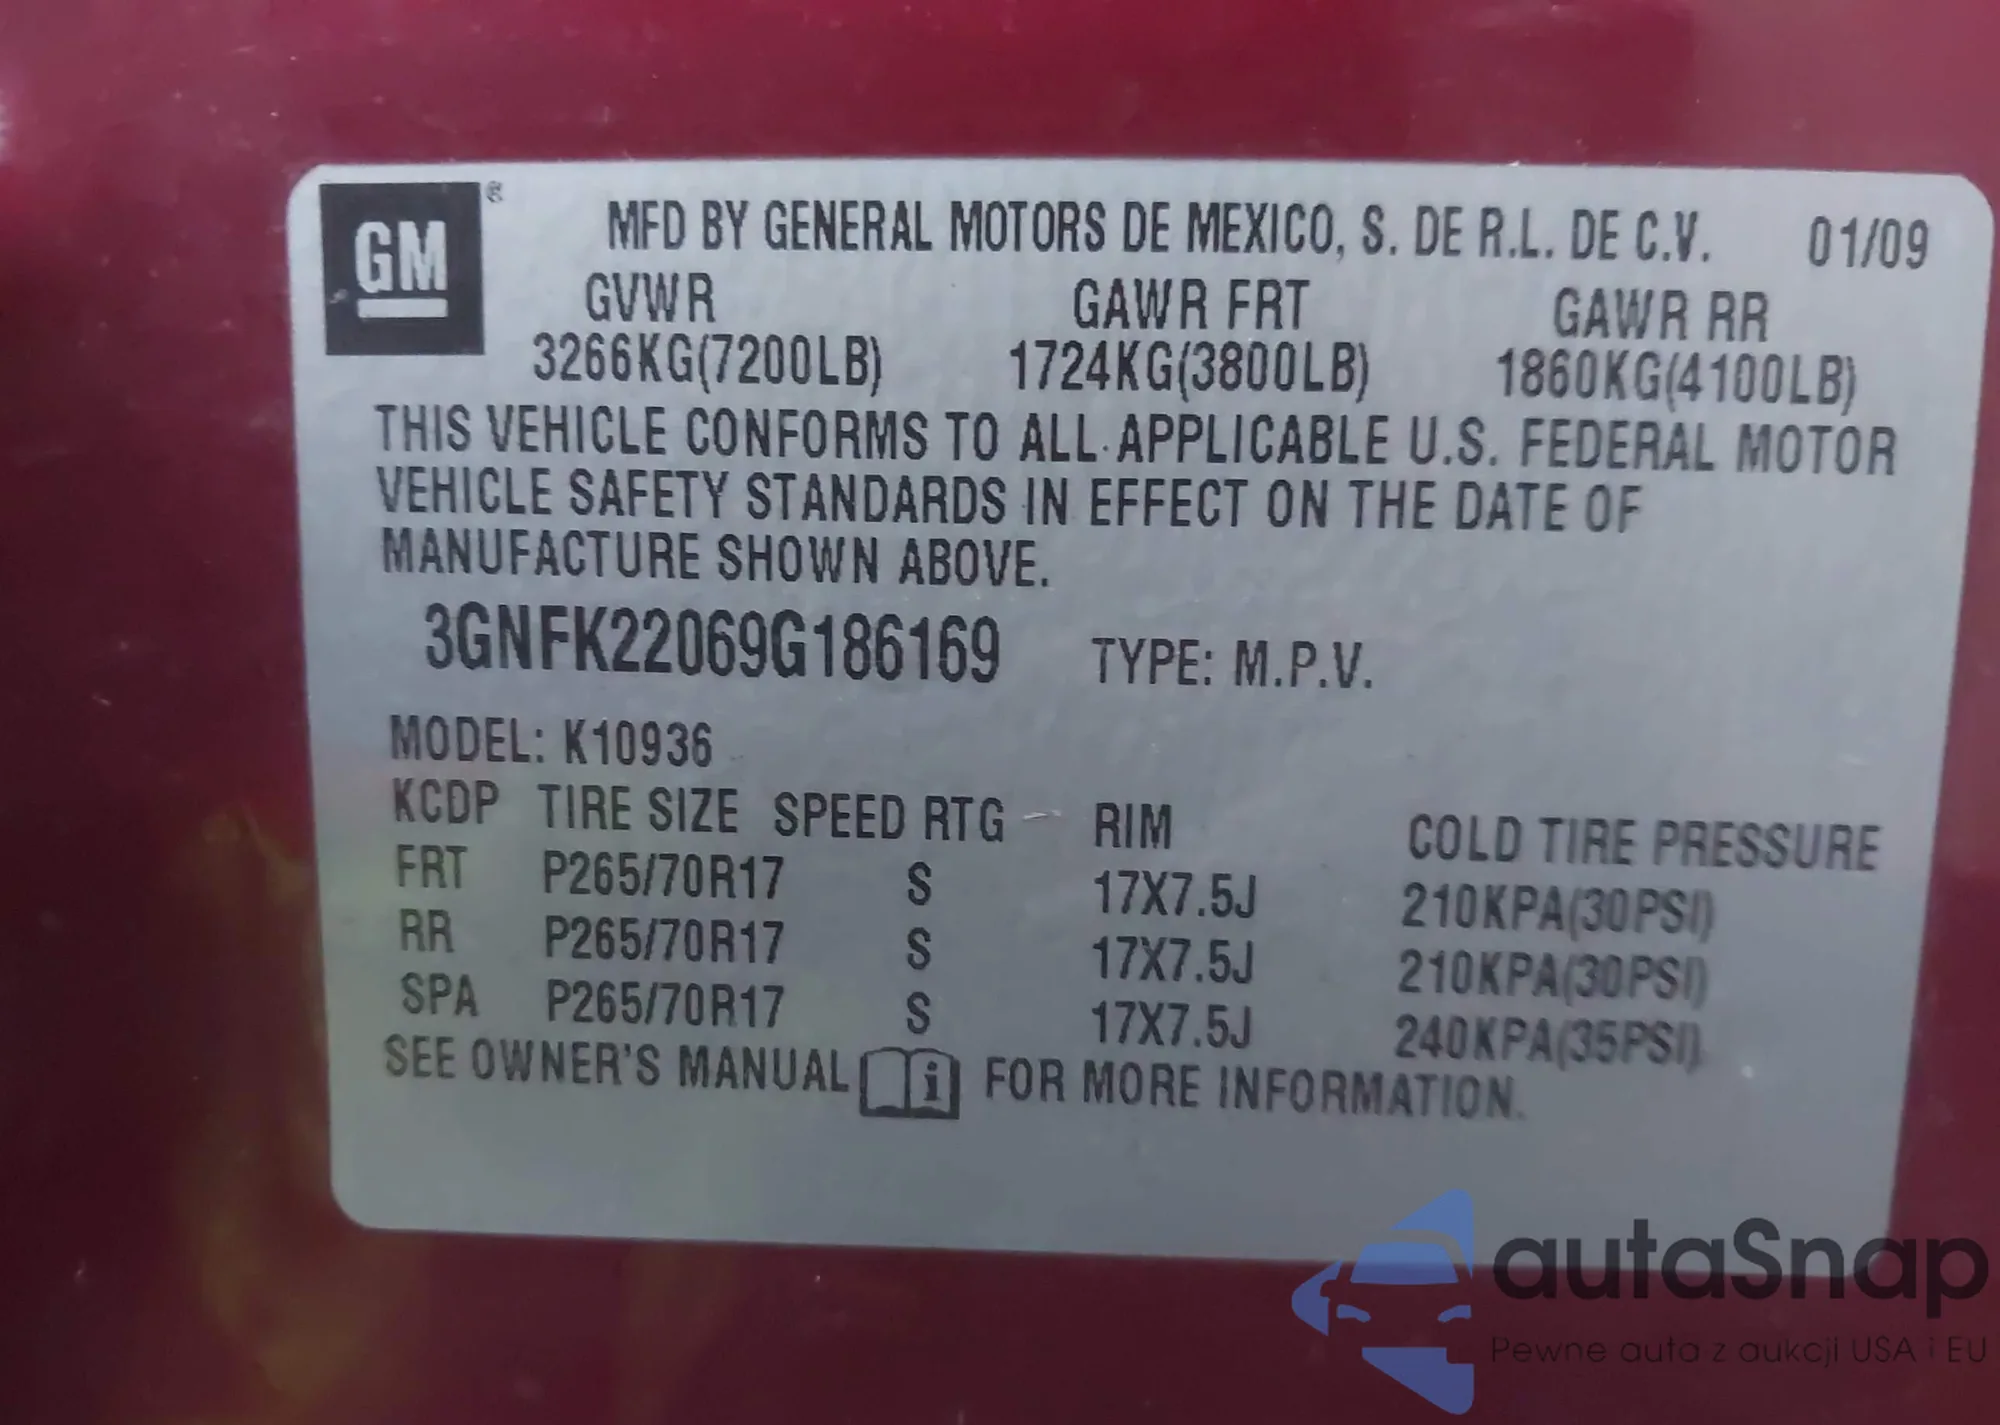 GM ®
MFD BY GENERAL MOTORS DE MEXICO, S. DE R.L. DE C.V. 01/09
GVWR GAWR FRT GAWR RR
3266KG(7200LB) 1724KG(3800LB) 1860KG(4100LB)
THIS VEHICLE CONFORMS TO ALL APPLICABLE U.S. FEDERAL MOTOR
VEHICLE SAFETY STANDARDS IN EFFECT ON THE DATE OF
MANUFACTURE SHOWN ABOVE.
3GNFK22069G186169 TYPE: M.P.V.
MODEL: K10936
KCDP TIRE SIZE SPEED RTG RIM COLD TIRE PRESSURE
FRT P265/70R17 S 17X7.5J 210KPA(30PSI)
RR P265/70R17 S 17X7.5J 210KPA(30PSI)
SPA P265/70R17 S 17X7.5J 240KPA(35PSI)
SEE OWNER'S MANUAL i FOR MORE INFORMATION.
autaSnap
Pewne auta z aukcji USA i EU